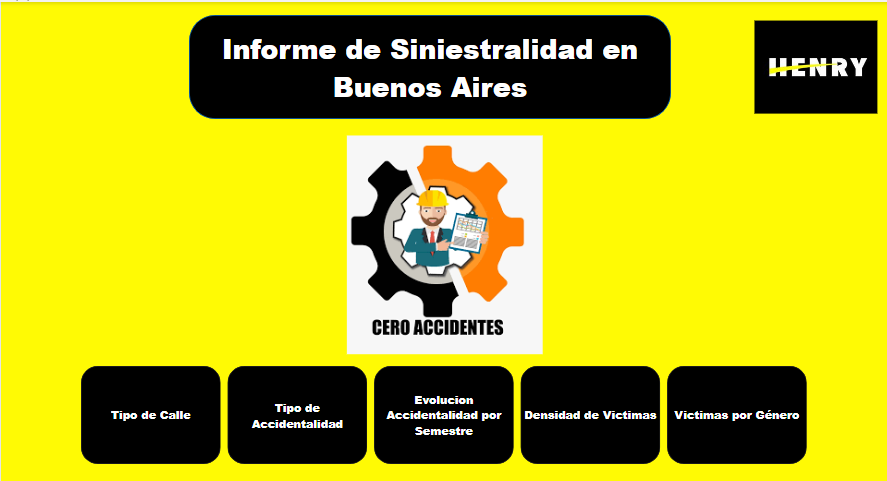 Informe de Siniestralidad en
Buenos Aires
HENRY
CERO ACCIDENTES
Tipo de Calle
Tipo de
Accidentalidad
Evolucion
Accidentalidad por
Semestre
Densidad de Victimas
Victimas por Género